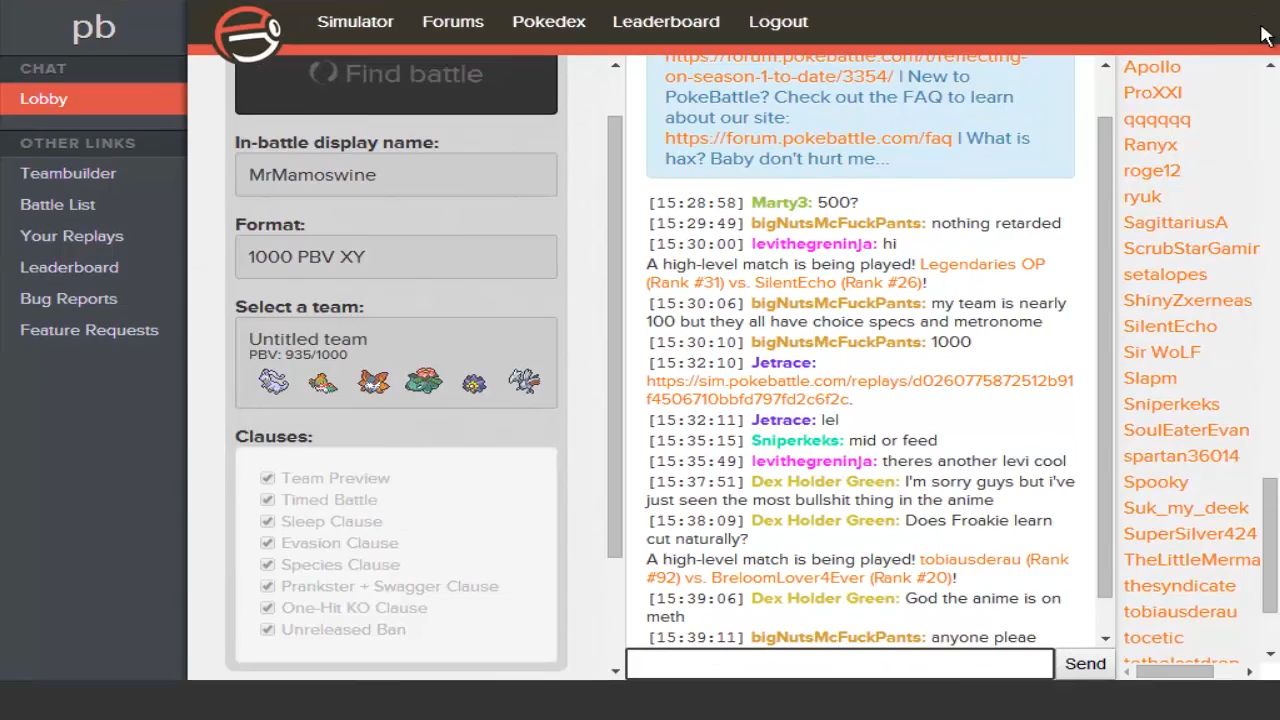 pb
Simulator
Forums
Pokedex
Leaderboard
Logout
CHAT
Lobby
OTHER LINKS
Teambuilder
Battle List
Your Replays
Leaderboard
Bug Reports
Feature Requests
Find battle
In-battle display name:
MrMamoswine
Format:
1000 PBV XY
Select a team:
Untitled team
PBV: 935/1000
Clauses:
Team Preview
Timed Battle
Sleep Clause
Evasion Clause
Species Clause
Prankster + Swagger Clause
One-Hit KO Clause
Unreleased Ban
https://forum.pokebattle.com/t/reflecting-
on-season-1-to-date/3354/ | New to
PokeBattle? Check out the FAQ to learn
about our site:
https://forum.pokebattle.com/faq | What is
hax? Baby don't hurt me...
[15:28:58] Marty3: 500?
[15:29:49] bigNutsMcFuckPants: nothing retarded
[15:30:00] levithegreninja: hi
A high-level match is being played! Legendaries OP
(Rank #31) vs. SilentEcho (Rank #26)!
[15:30:06] bigNutsMcFuckPants: my team is nearly
100 but they all have choice specs and metronome
[15:30:10] bigNutsMcFuckPants: 1000
[15:32:10] Jetrace:
https://sim.pokebattle.com/replays/d0260775872512b91
f4506710bbfd797fd2c6f2c.
[15:32:11] Jetrace: lel
[15:35:15] Sniperkeks: mid or feed
[15:35:49] levithegreninja: theres another levi cool
[15:37:51] Dex Holder Green: I'm sorry guys but i've
just seen the most bullshit thing in the anime
[15:38:09] Dex Holder Green: Does Froakie learn
cut naturally?
A high-level match is being played! tobiausderau (Rank
#92) vs. BreloomLover4Ever (Rank #20)!
[15:39:06] Dex Holder Green: God the anime is on
meth
[15:39:11] bigNutsMcFuckPants: anyone pleae
Send
Apollo
ProXXI
qqqqqq
Ranyx
roge12
ryuk
SagittariusA
ScrubStarGamir
setalopes
ShinyZxerneas
SilentEcho
Sir WoLF
Slapm
Sniperkeks
SoulEaterEvan
spartan36014
Spooky
Suk_my_deek
SuperSilver424
TheLittleMerma
thesyndicate
tobiausderau
tocetic